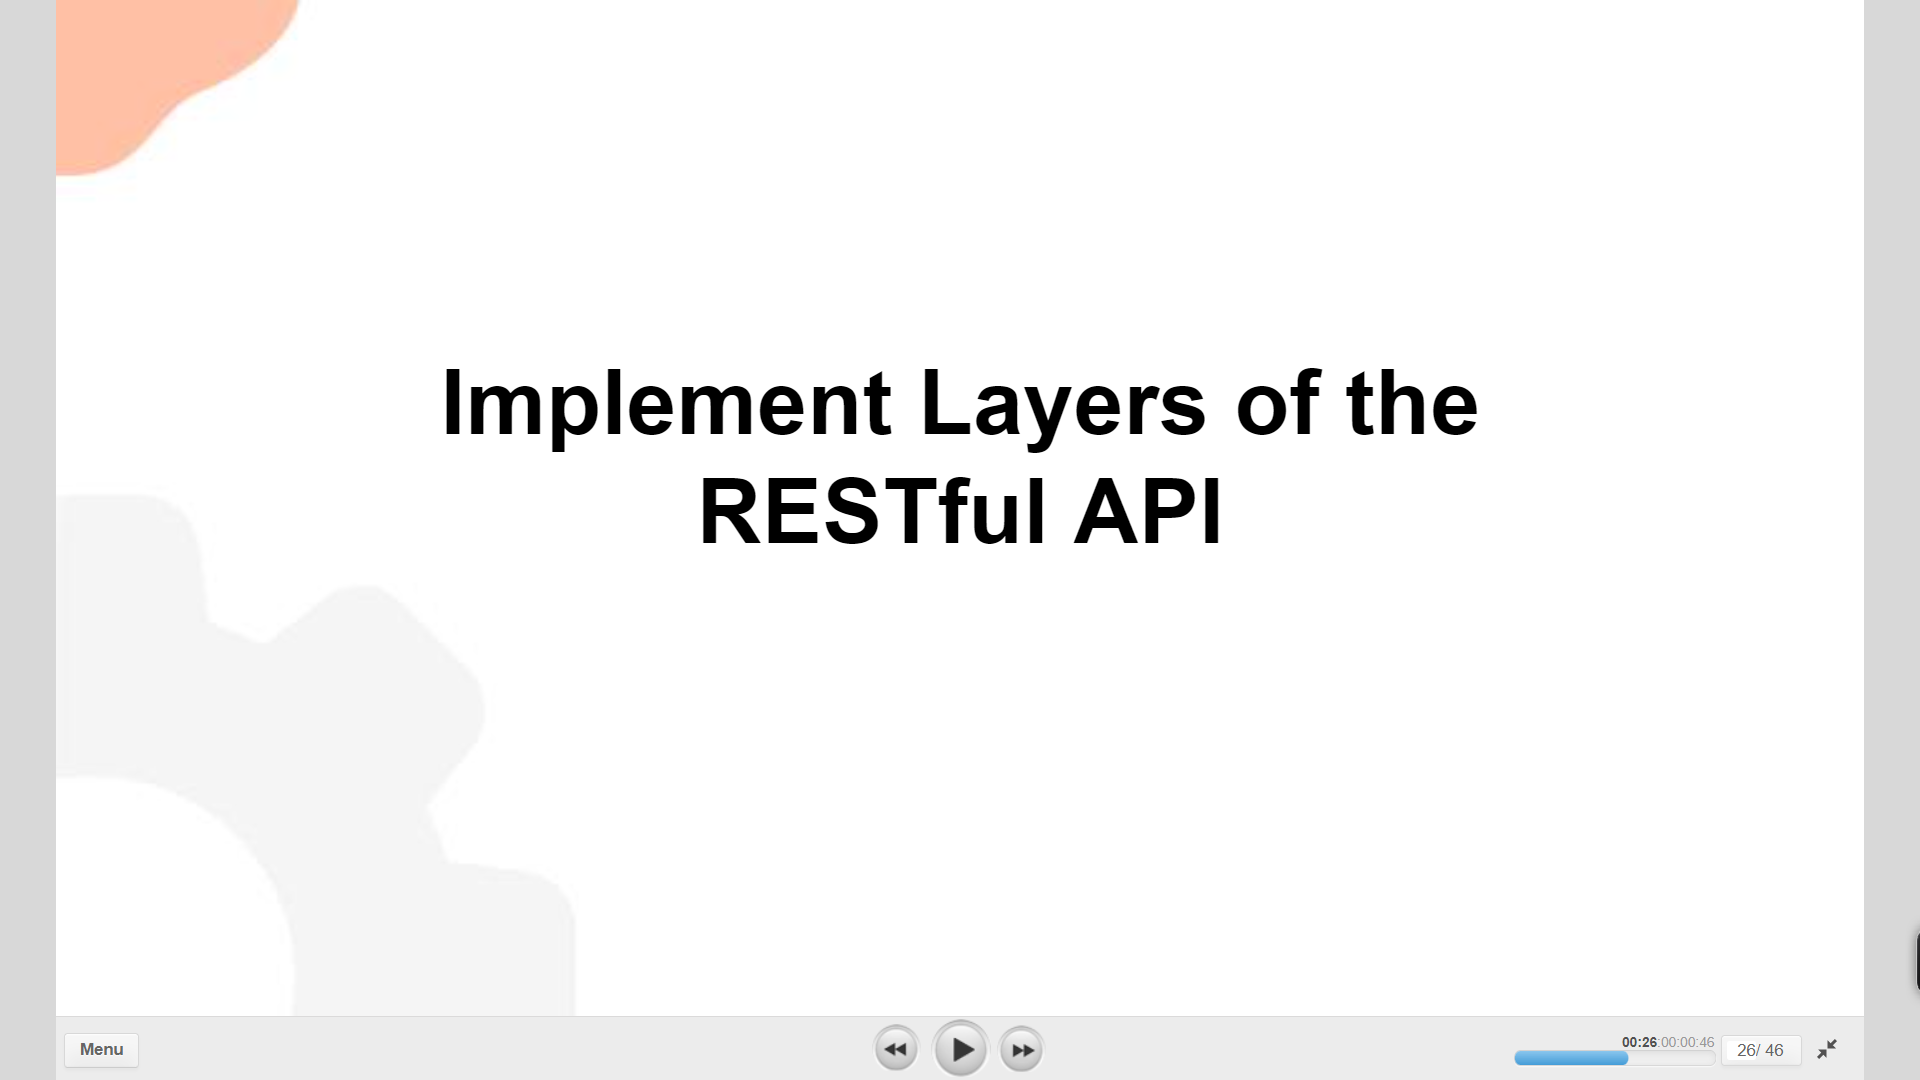 Implement Layers of the
RESTful API
Menu
00:26:00:00:46
26/ 46